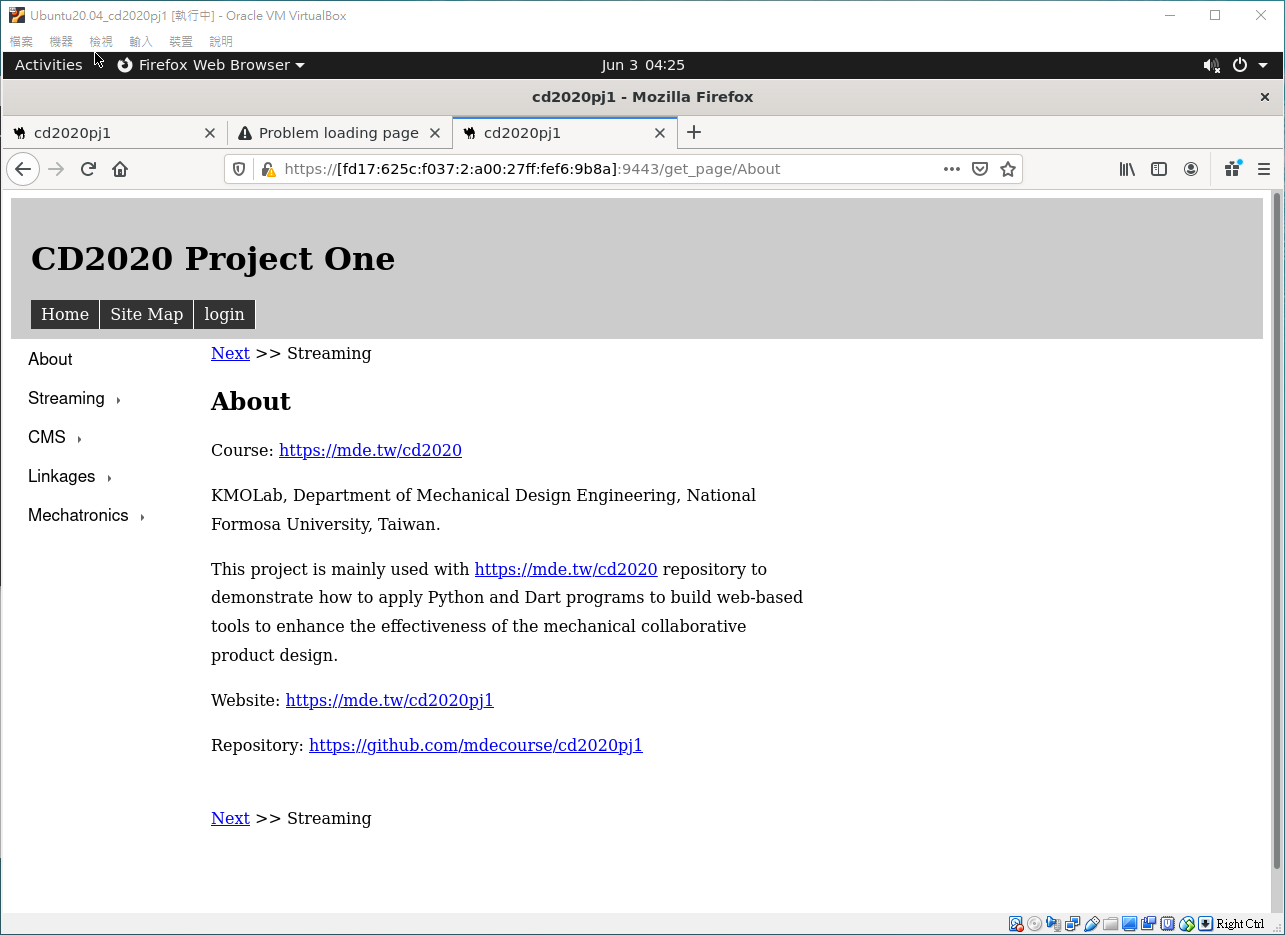 Ubuntu20.04_cd2020pj1 [執行中] - Oracle VM VirtualBox
檔案 機器 檢視 輸入 裝置 說明
Activities Firefox Web Browser Jun 3 04:25
cd2020pj1 - Mozilla Firefox
cd2020pj1 Problem loading page cd2020pj1
https://[fd17:625c:f037:2:a00:27ff:fef6:9b8a]:9443/get_page/About
CD2020 Project One
Home Site Map login
About
Streaming
CMS
Linkages
Mechatronics
Next >> Streaming
About
Course: https://mde.tw/cd2020
KMOLab, Department of Mechanical Design Engineering, National
Formosa University, Taiwan.
This project is mainly used with https://mde.tw/cd2020 repository to
demonstrate how to apply Python and Dart programs to build web-based
tools to enhance the effectiveness of the mechanical collaborative
product design.
Website: https://mde.tw/cd2020pj1
Repository: https://github.com/mdecourse/cd2020pj1
Next >> Streaming
Right Ctrl